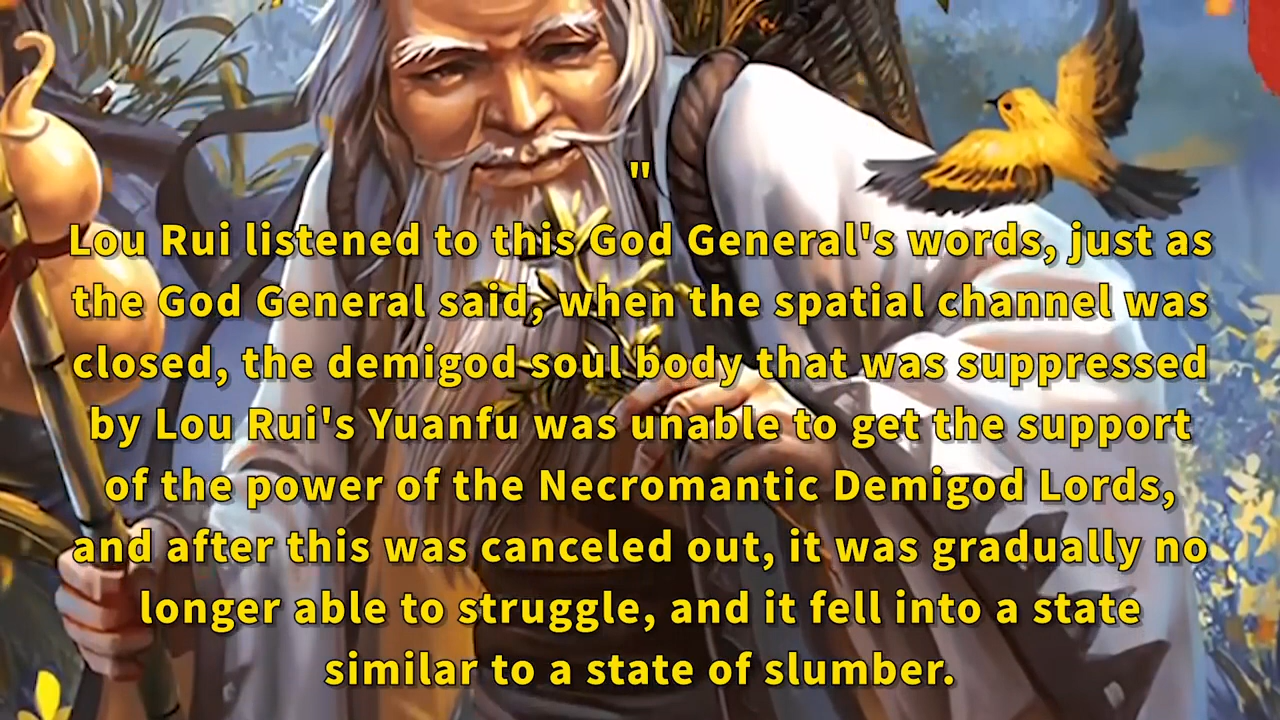 "
Lou Rui listened to this God General's words, just as
the God General said, when the spatial channel was
closed, the demigod soul body that was suppressed
by Lou Rui's Yuanfu was unable to get the support
of the power of the Necromantic Demigod Lords,
and after this was canceled out, it was gradually no
longer able to struggle, and it fell into a state
similar to a state of slumber.